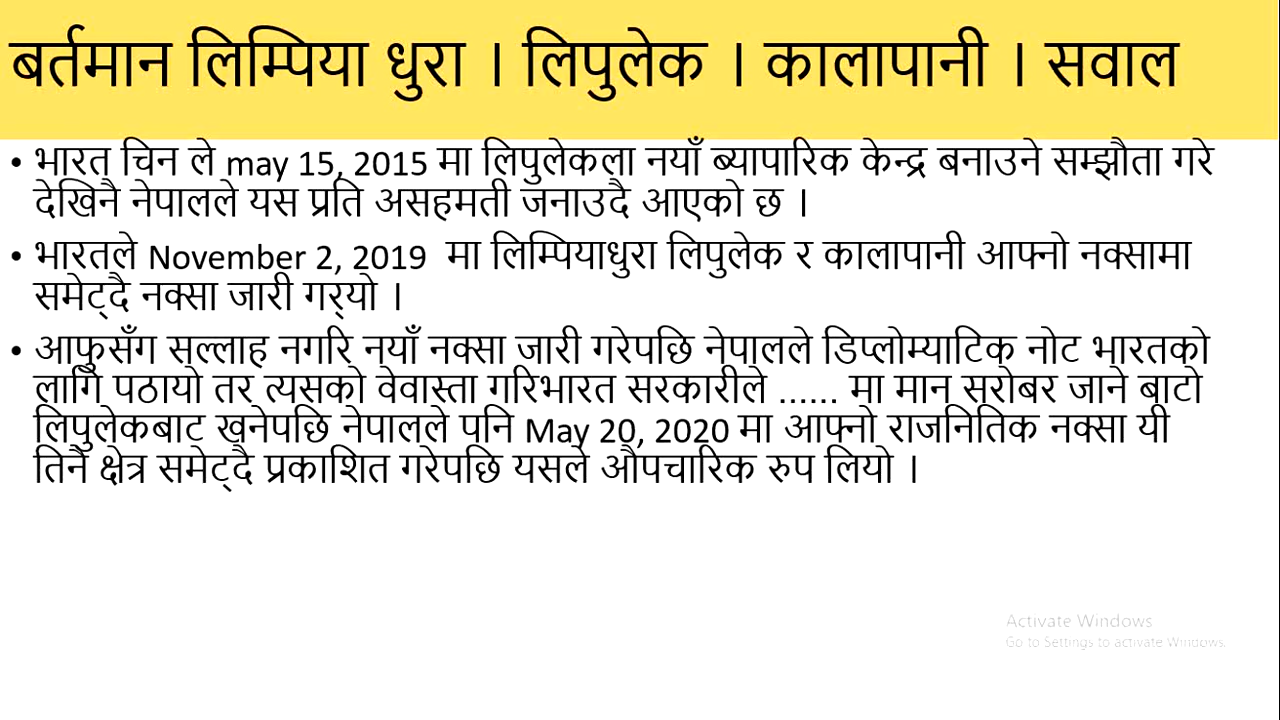 बर्तमान लिम्पिया धुरा । लिपुलेक । कालापानी । सवाल
• भारत चिन ले may 15, 2015 मा लिपुलेकला नयाँ ब्यापारिक केन्द्र बनाउने सम्झौता गरे
देखिनै नेपालले यस प्रति असहमती जनाउदै आएको छ ।
• भारतले November 2, 2019 मा लिम्पियाधुरा लिपुलेक र कालापानी आफ्नो नक्सामा
समेट्दै नक्सा जारी गर्‍यो ।
• आफुसँग सल्लाह नगरि नयाँ नक्सा जारी गरेपछि नेपालले डिप्लोम्याटिक नोट भारतको
लागि पठायो तर त्यसको वेवास्ता गरिभारत सरकारीले ...... मा मान सरोबर जाने बाटो
लिपुलेकबाट खनेपछि नेपालले पनि May 20, 2020 मा आफ्नो राजनितिक नक्सा यी
तिनै क्षेत्र समेट्दै प्रकाशित गरेपछि यसले औपचारिक रुप लियो ।
Activate Windows
Go to Settings to activate Windows.